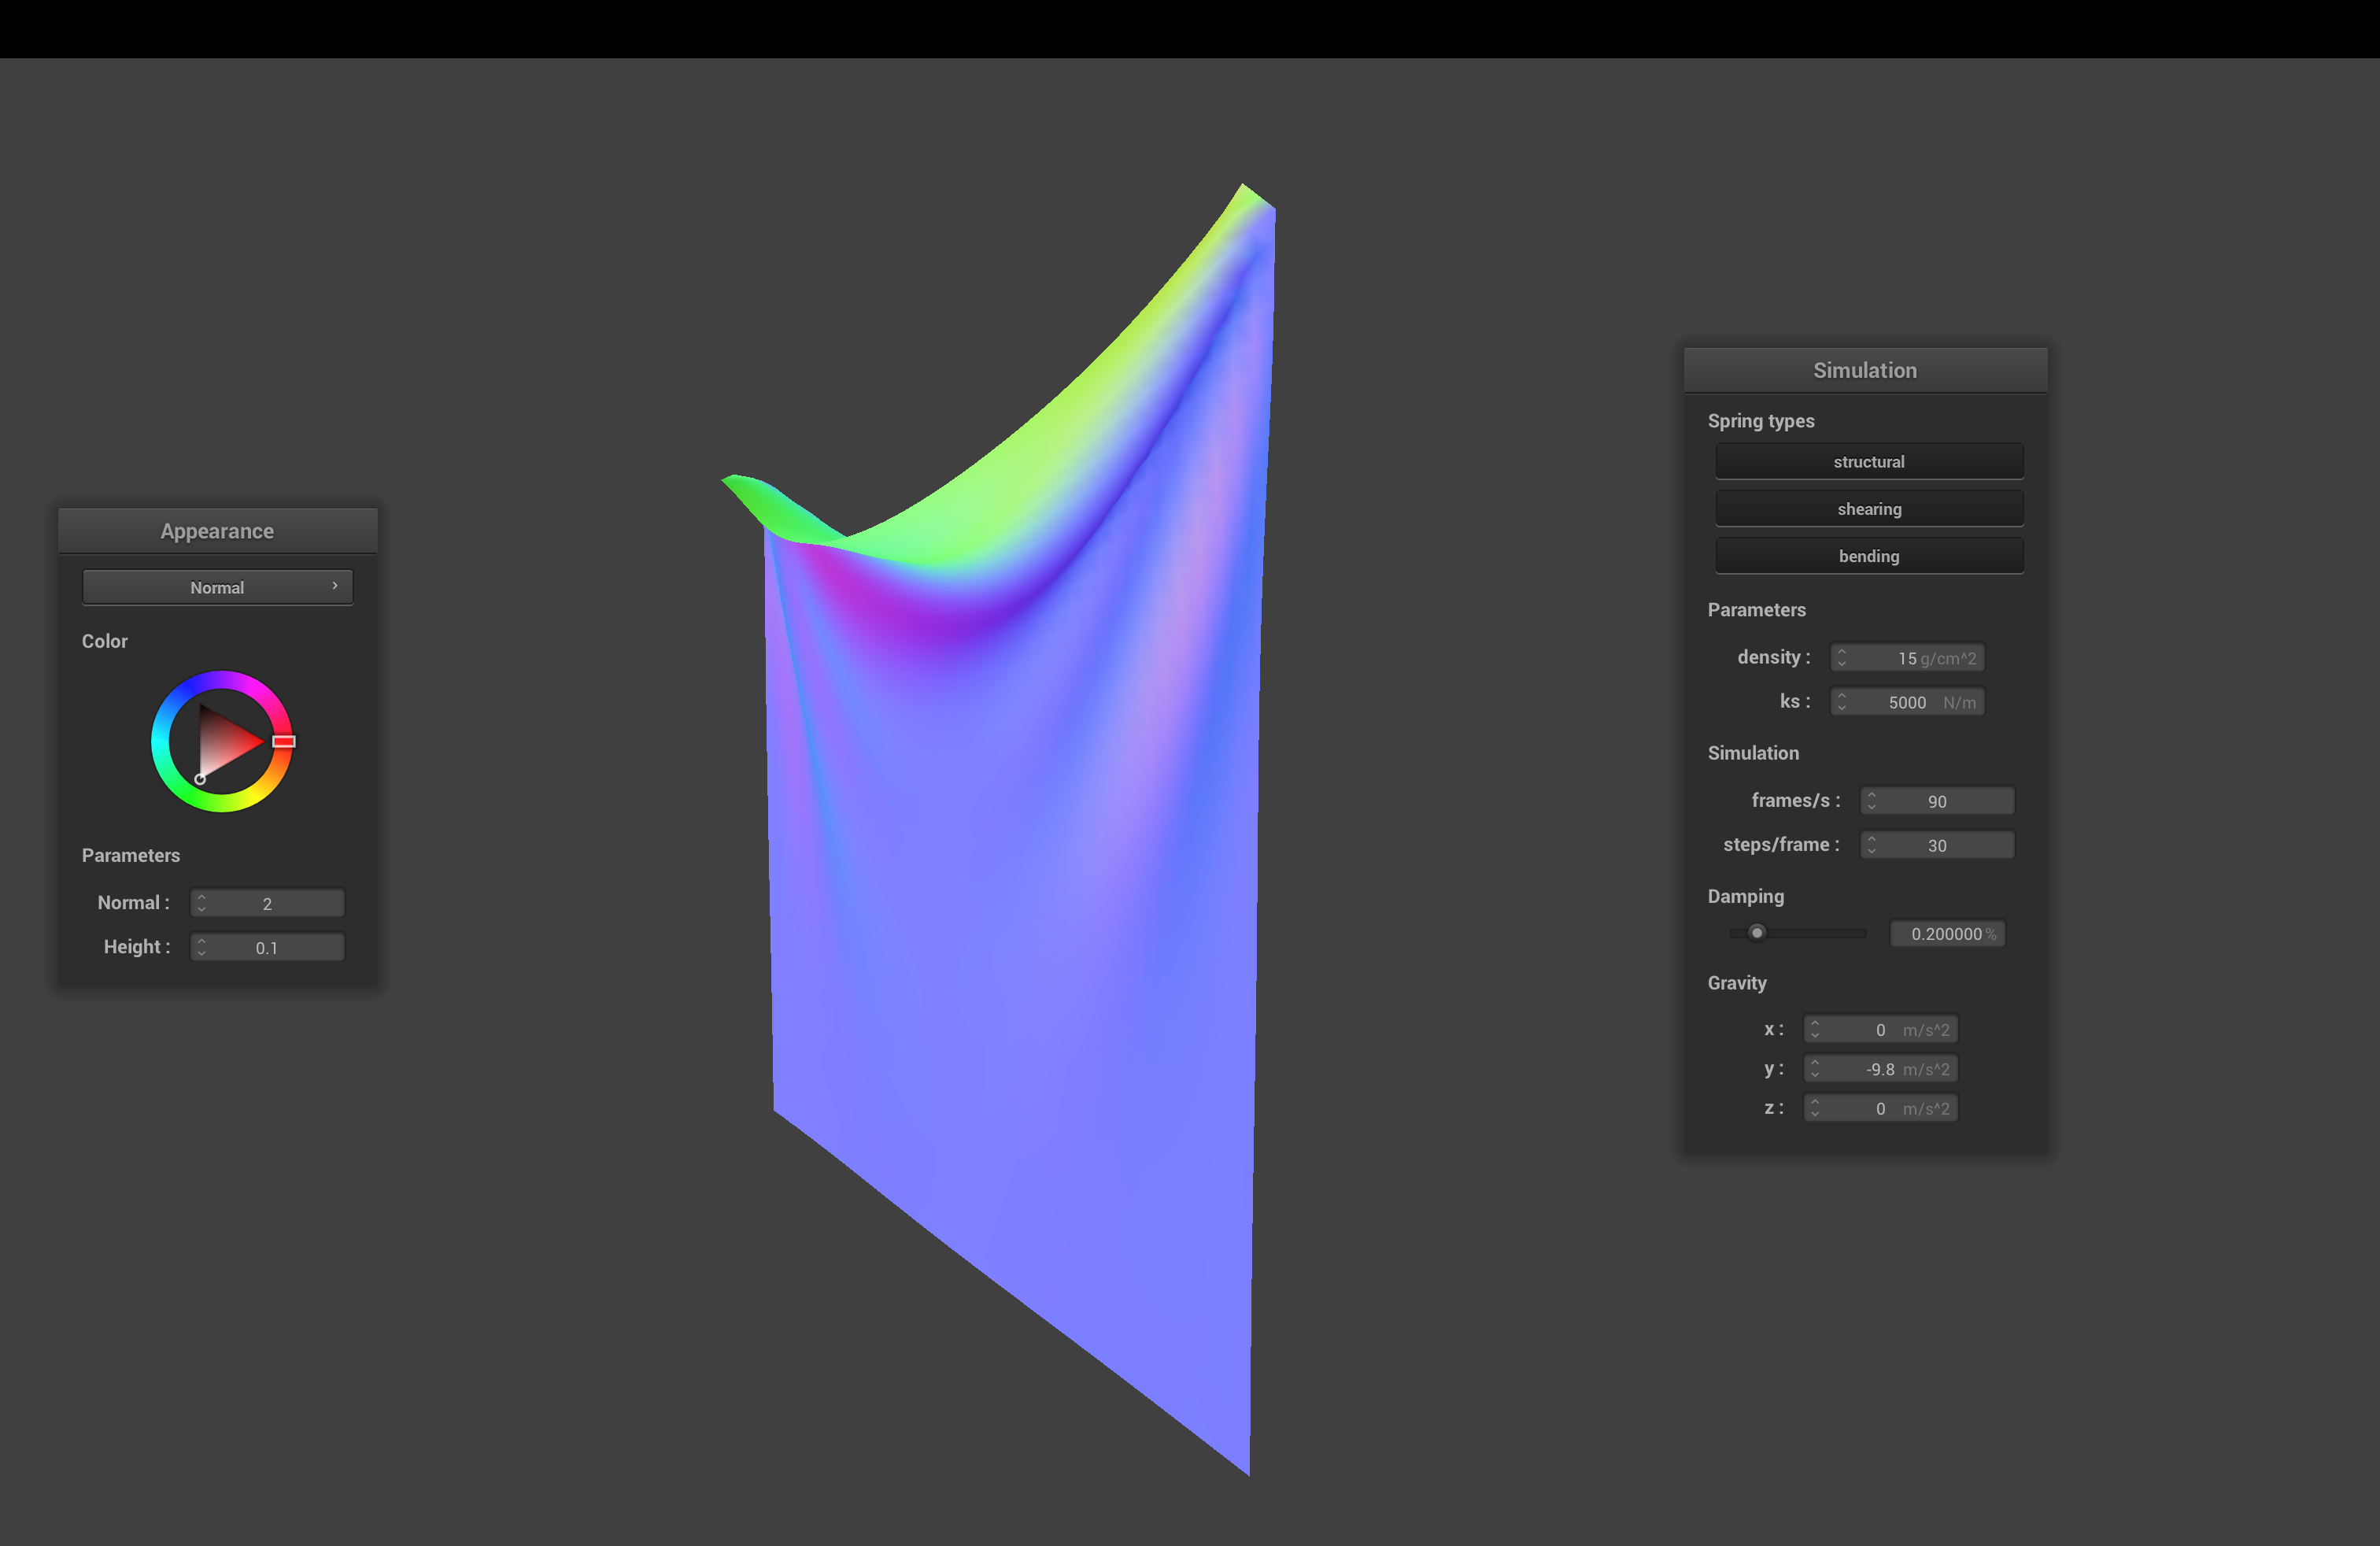 Appearance
Normal
Color
Parameters
Normal : 2
Height : 0.1
Simulation
Spring types
structural
shearing
bending
Parameters
density : 15 g/cm^2
ks : 5000 N/m
Simulation
frames/s : 90
steps/frame : 30
Damping
0.200000 %
Gravity
x : 0 m/s^2
y : -9.8 m/s^2
z : 0 m/s^2